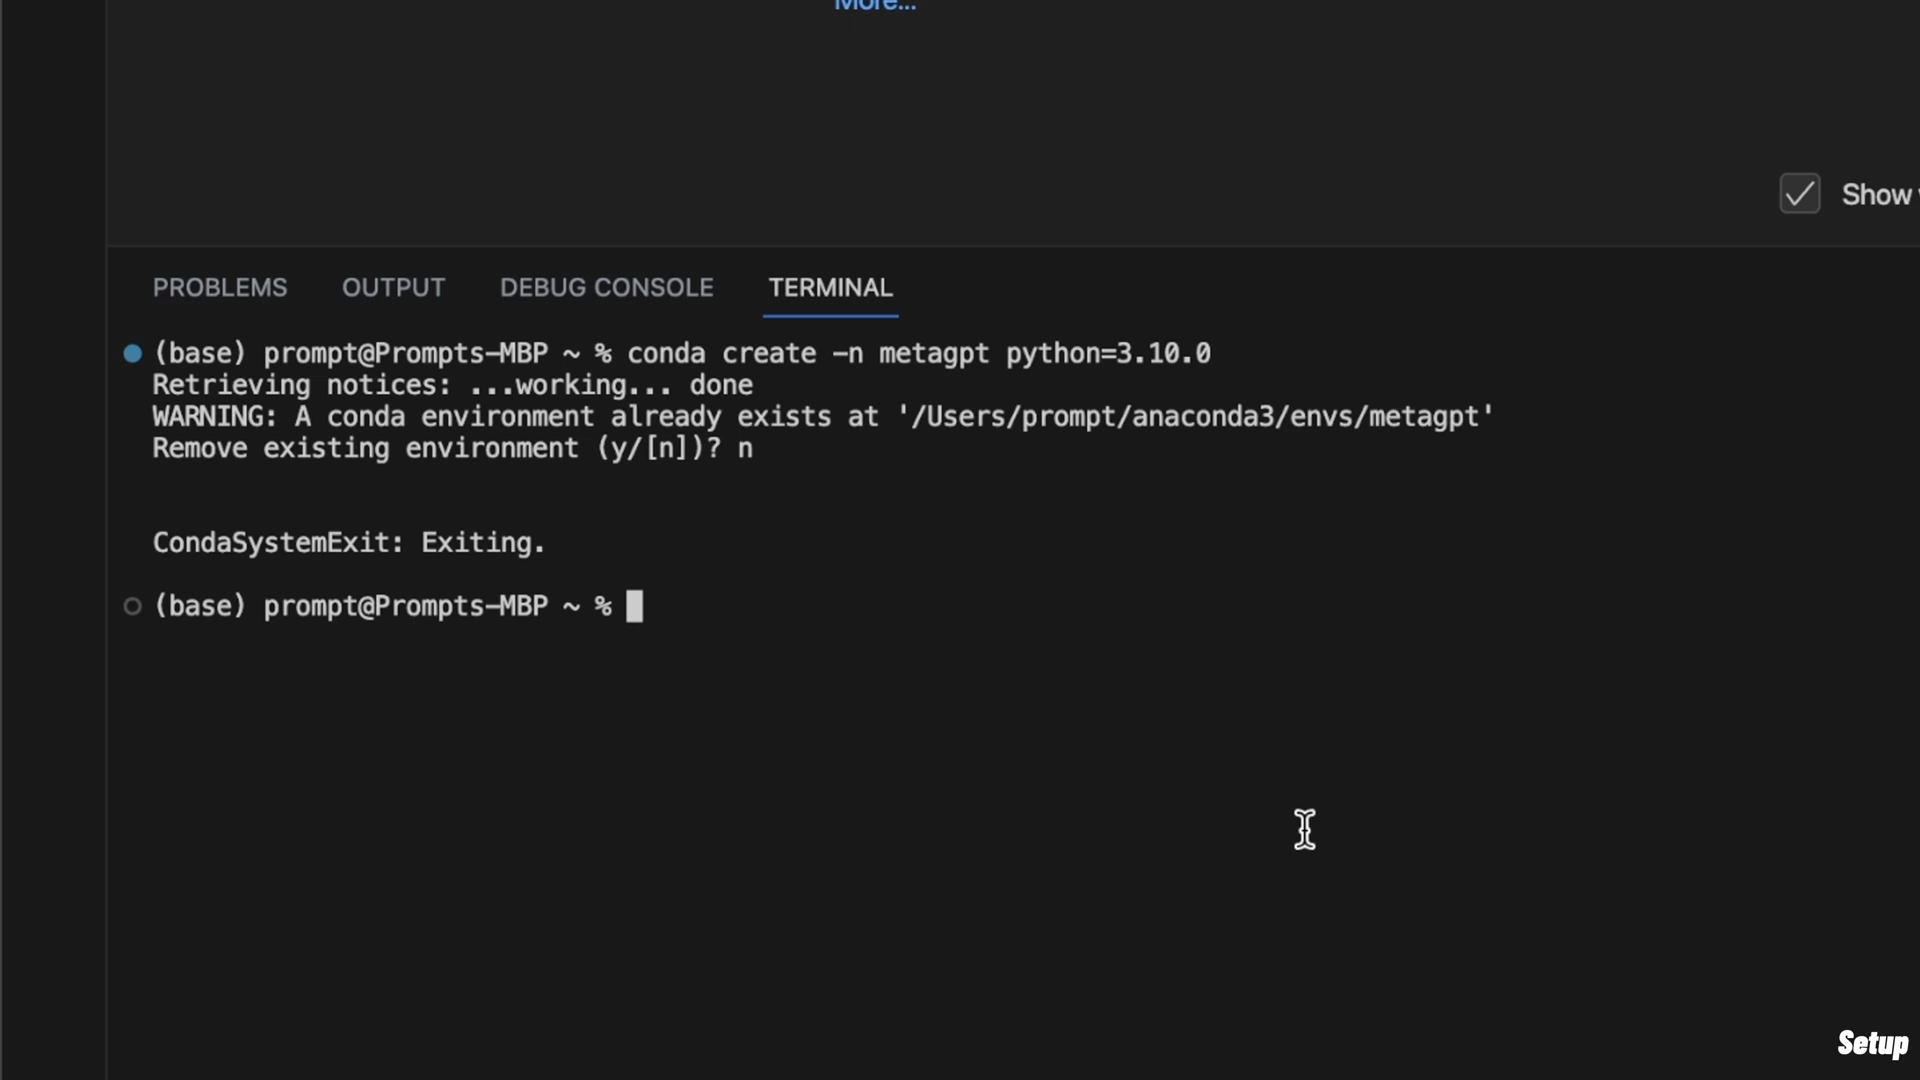 More...
Show
PROBLEMS OUTPUT DEBUG CONSOLE TERMINAL
(base) prompt@Prompts-MBP ~ % conda create -n metagpt python=3.10.0
Retrieving notices: ...working... done
WARNING: A conda environment already exists at '/Users/prompt/anaconda3/envs/metagpt'
Remove existing environment (y/[n])? n
CondaSystemExit: Exiting.
(base) prompt@Prompts-MBP ~ %
Setup